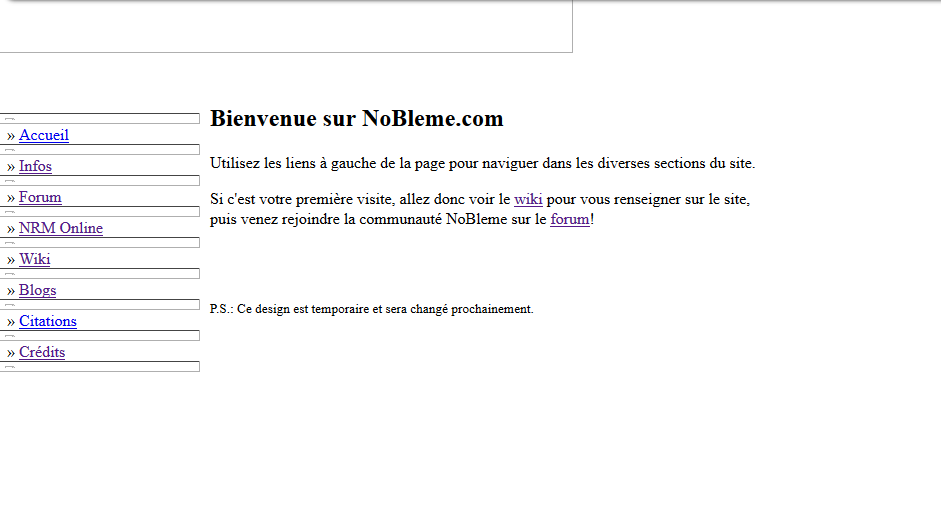 Bienvenue sur NoBleme.com
» Accueil
» Infos
» Forum
» NRM Online
» Wiki
» Blogs
» Citations
» Crédits
Utilisez les liens à gauche de la page pour naviguer dans les diverses sections du site.
Si c'est votre première visite, allez donc voir le wiki pour vous renseigner sur le site,
puis venez rejoindre la communauté NoBleme sur le forum!
P.S.: Ce design est temporaire et sera changé prochainement.